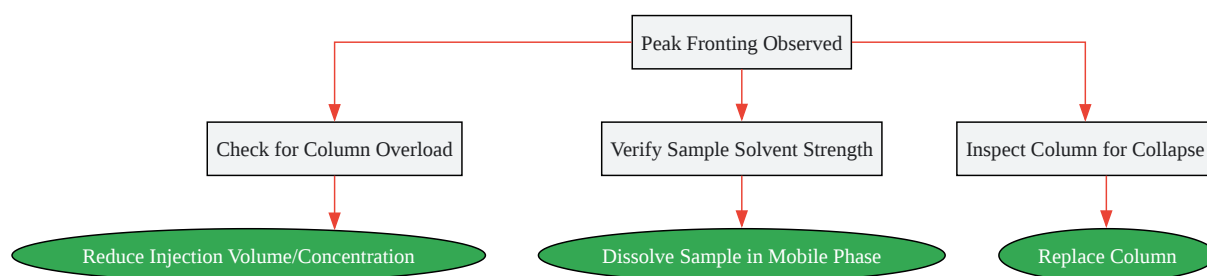 Peak Fronting Observed
Check for Column Overload
Verify Sample Solvent Strength
Inspect Column for Collapse
Reduce Injection Volume/Concentration
Dissolve Sample in Mobile Phase
Replace Column